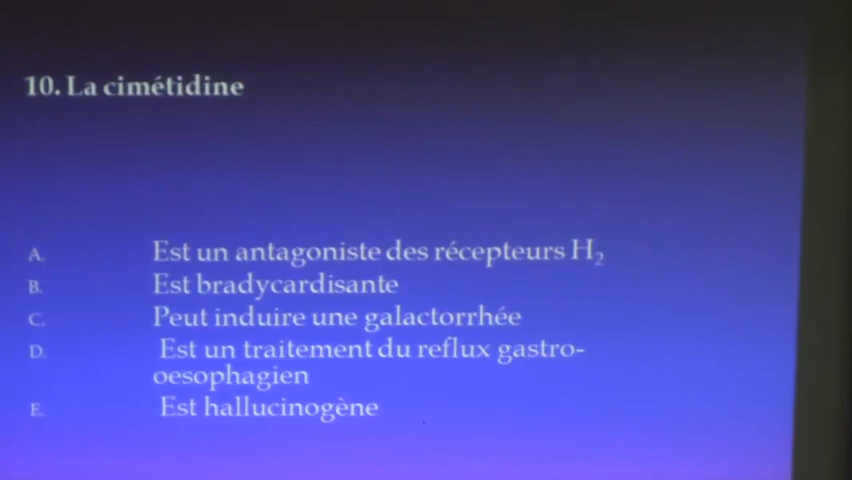 10. La cimétidine
A. Est un antagoniste des récepteurs H₂
B. Est bradycardisante
C. Peut induire une galactorrhée
D. Est un traitement du reflux gastro-
oesophagien
E. Est hallucinogène